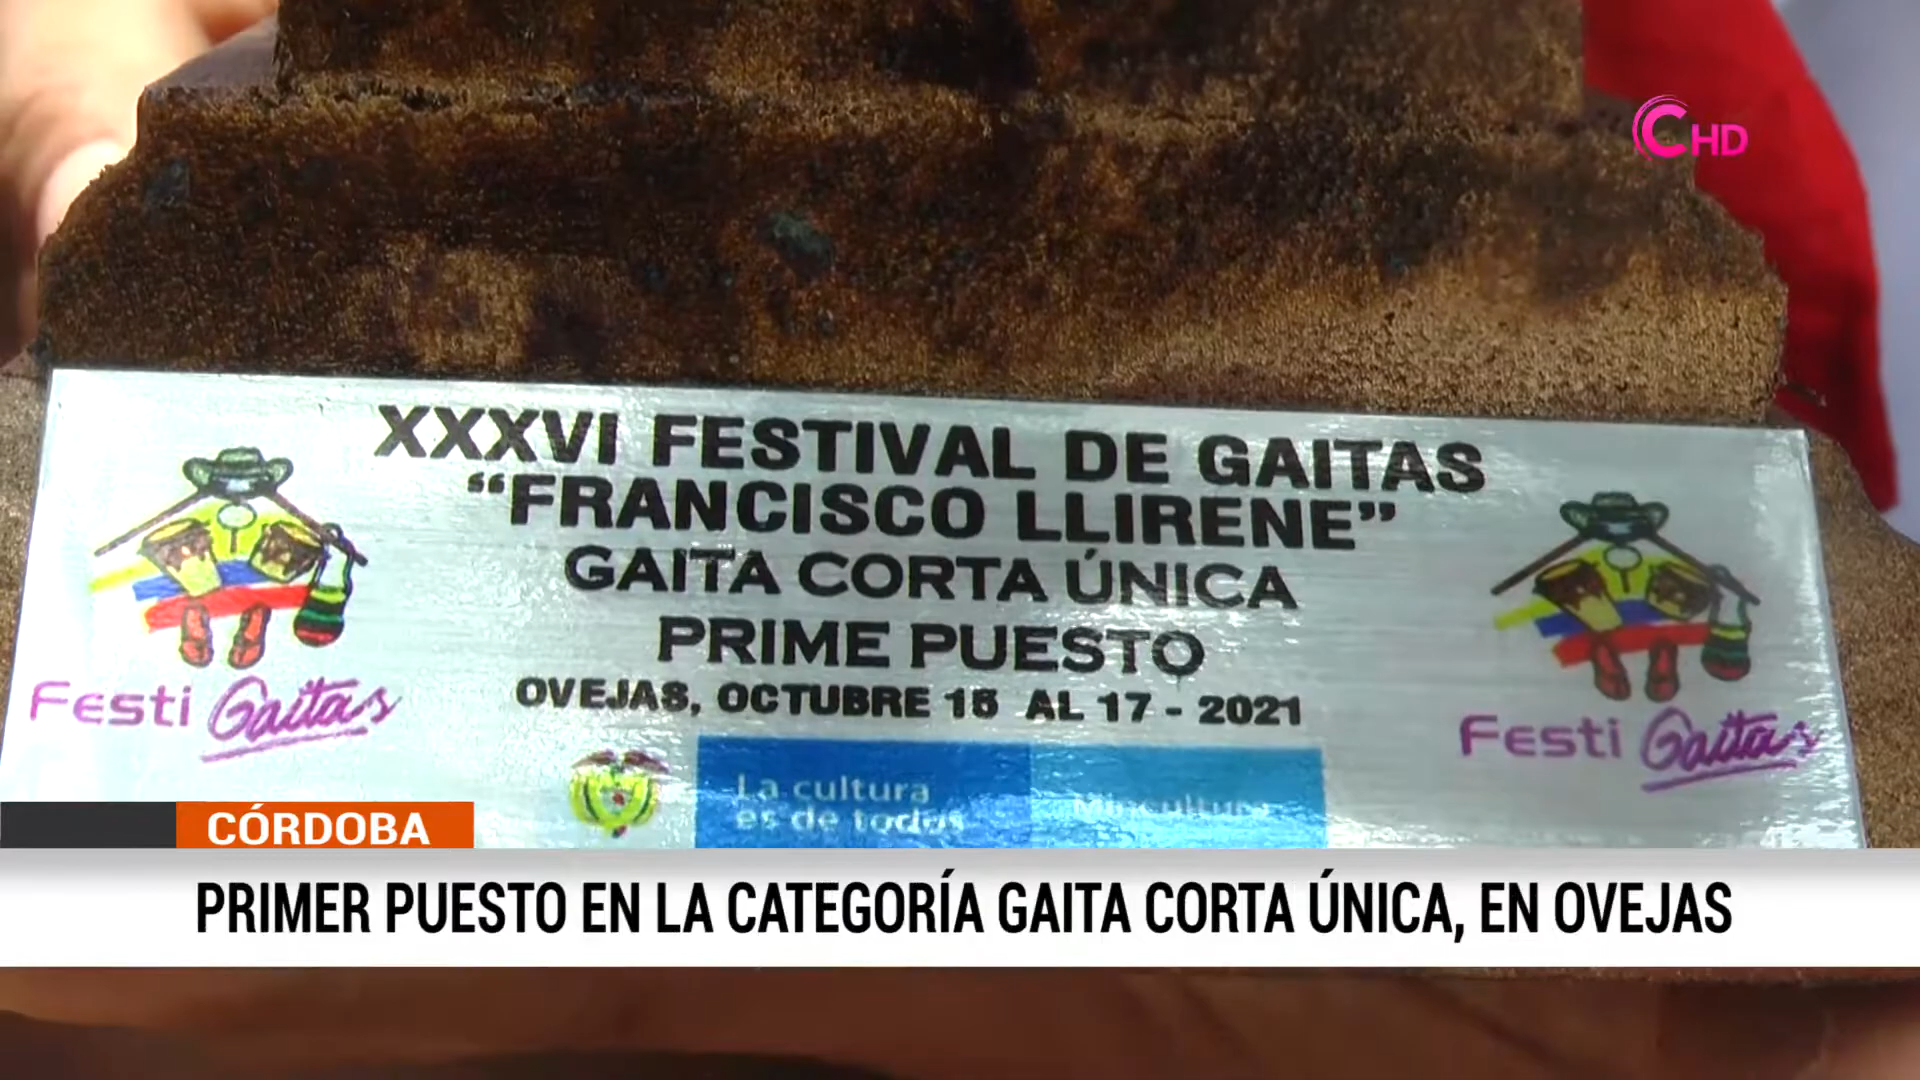 CHD
XXXVI FESTIVAL DE GAITAS
“FRANCISCO LLIRENE”
GAITA CORTA ÚNICA
PRIME PUESTO
OVEJAS, OCTUBRE 15 AL 17 - 2021
Festi Gaitas
Festi Gaitas
La cultura
es de todos
Mincultura
CÓRDOBA
PRIMER PUESTO EN LA CATEGORÍA GAITA CORTA ÚNICA, EN OVEJAS